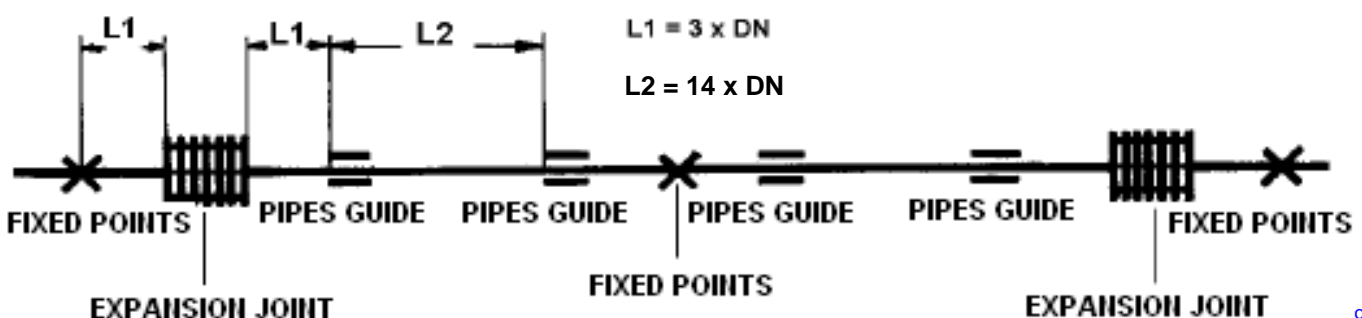 L1
L1
L2
L1 = 3 x DN
L2 = 14 x DN
FIXED POINTS
PIPES GUIDE
PIPES GUIDE
PIPES GUIDE
PIPES GUIDE
FIXED POINTS
FIXED POINTS
EXPANSION JOINT
EXPANSION JOINT